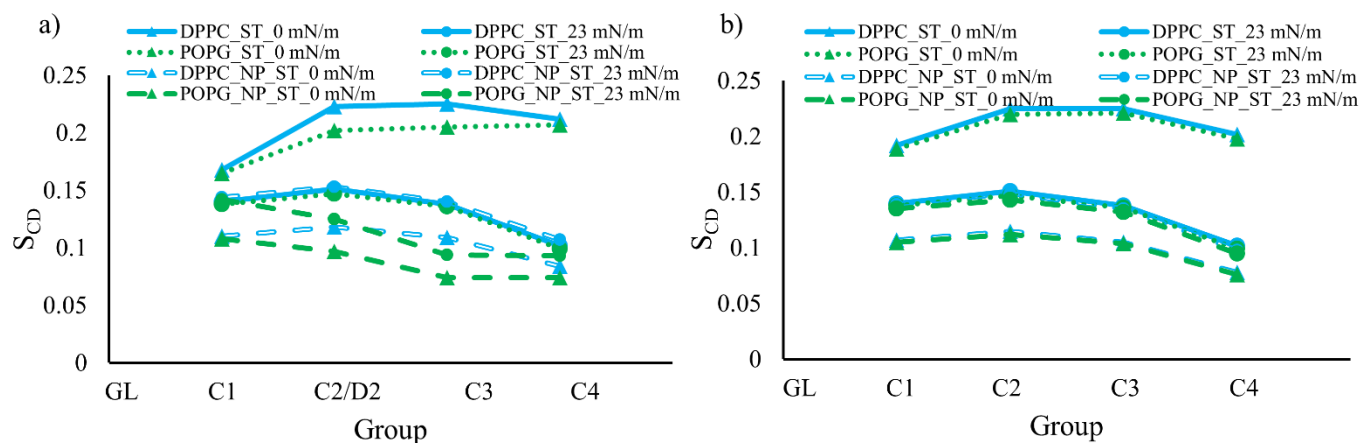 a)
DPPC_ST_0 mN/m
DPPC_ST_23 mN/m
POPG_ST_0 mN/m
POPG_ST_23 mN/m
DPPC_NP_ST_0 mN/m
DPPC_NP_ST_23 mN/m
POPG_NP_ST_0 mN/m
POPG_NP_ST_23 mN/m
0.25
0.2
0.15
0.1
0.05
0
SCD
GL C1 C2/D2 C3 C4
Group
b)
DPPC_ST_0 mN/m
DPPC_ST_23 mN/m
POPG_ST_0 mN/m
POPG_ST_23 mN/m
DPPC_NP_ST_0 mN/m
DPPC_NP_ST_23 mN/m
POPG_NP_ST_0 mN/m
POPG_NP_ST_23 mN/m
0.25
0.2
0.15
0.1
0.05
0
SCD
GL C1 C2 C3 C4
Group